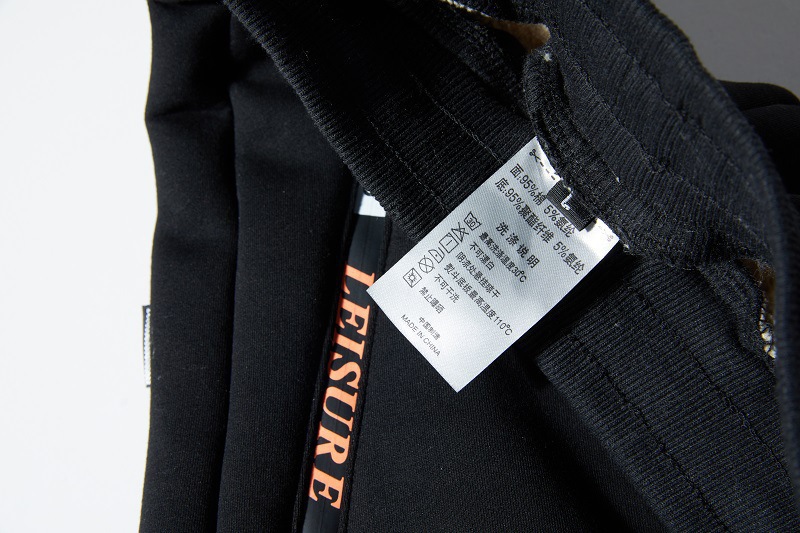 面:95%棉 5%氨纶
底:95%聚酯纤维 5%氨纶
洗涤说明
最高洗涤温度30℃
不可漂白
阴凉处悬挂晾干
熨斗底板最高温度110℃
不可干洗
禁止曝晒
中国制造
MADE IN CHINA
L
LEISURE